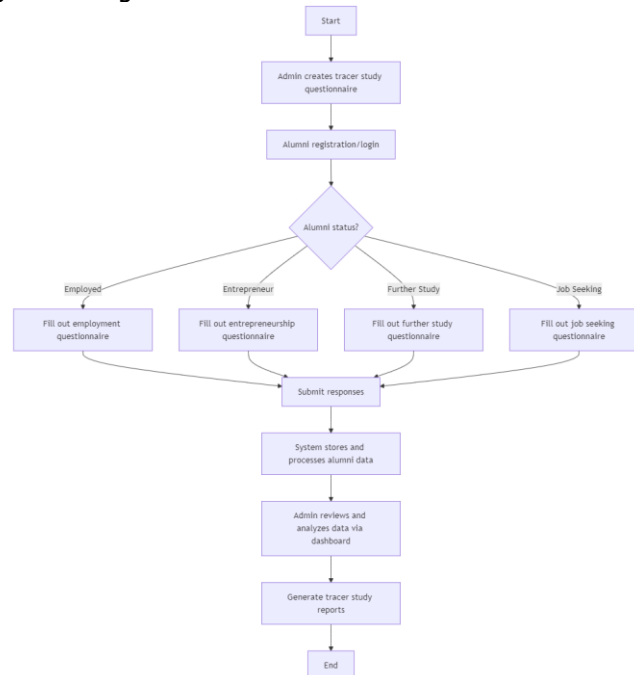 Start
Admin creates tracer study
questionnaire
Alumni registration/login
Alumni status?
Employed
Entrepreneur
Further Study
Job Seeking
Fill out employment
questionnaire
Fill out entrepreneurship
questionnaire
Fill out further study
questionnaire
Fill out job seeking
questionnaire
Submit responses
System stores and
processes alumni data
Admin reviews and
analyzes data via
dashboard
Generate tracer study
reports
End